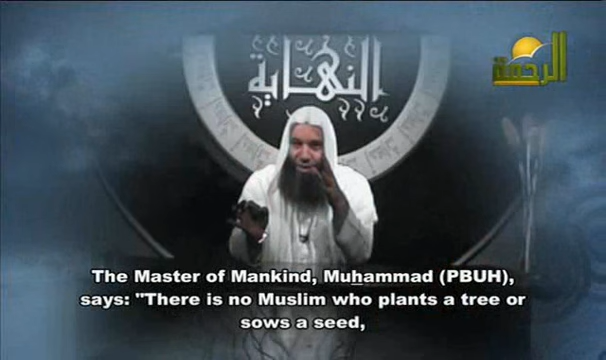 النهاية
الرحمة
The Master of Mankind, Muhammad (PBUH),
says: "There is no Muslim who plants a tree or
sows a seed,